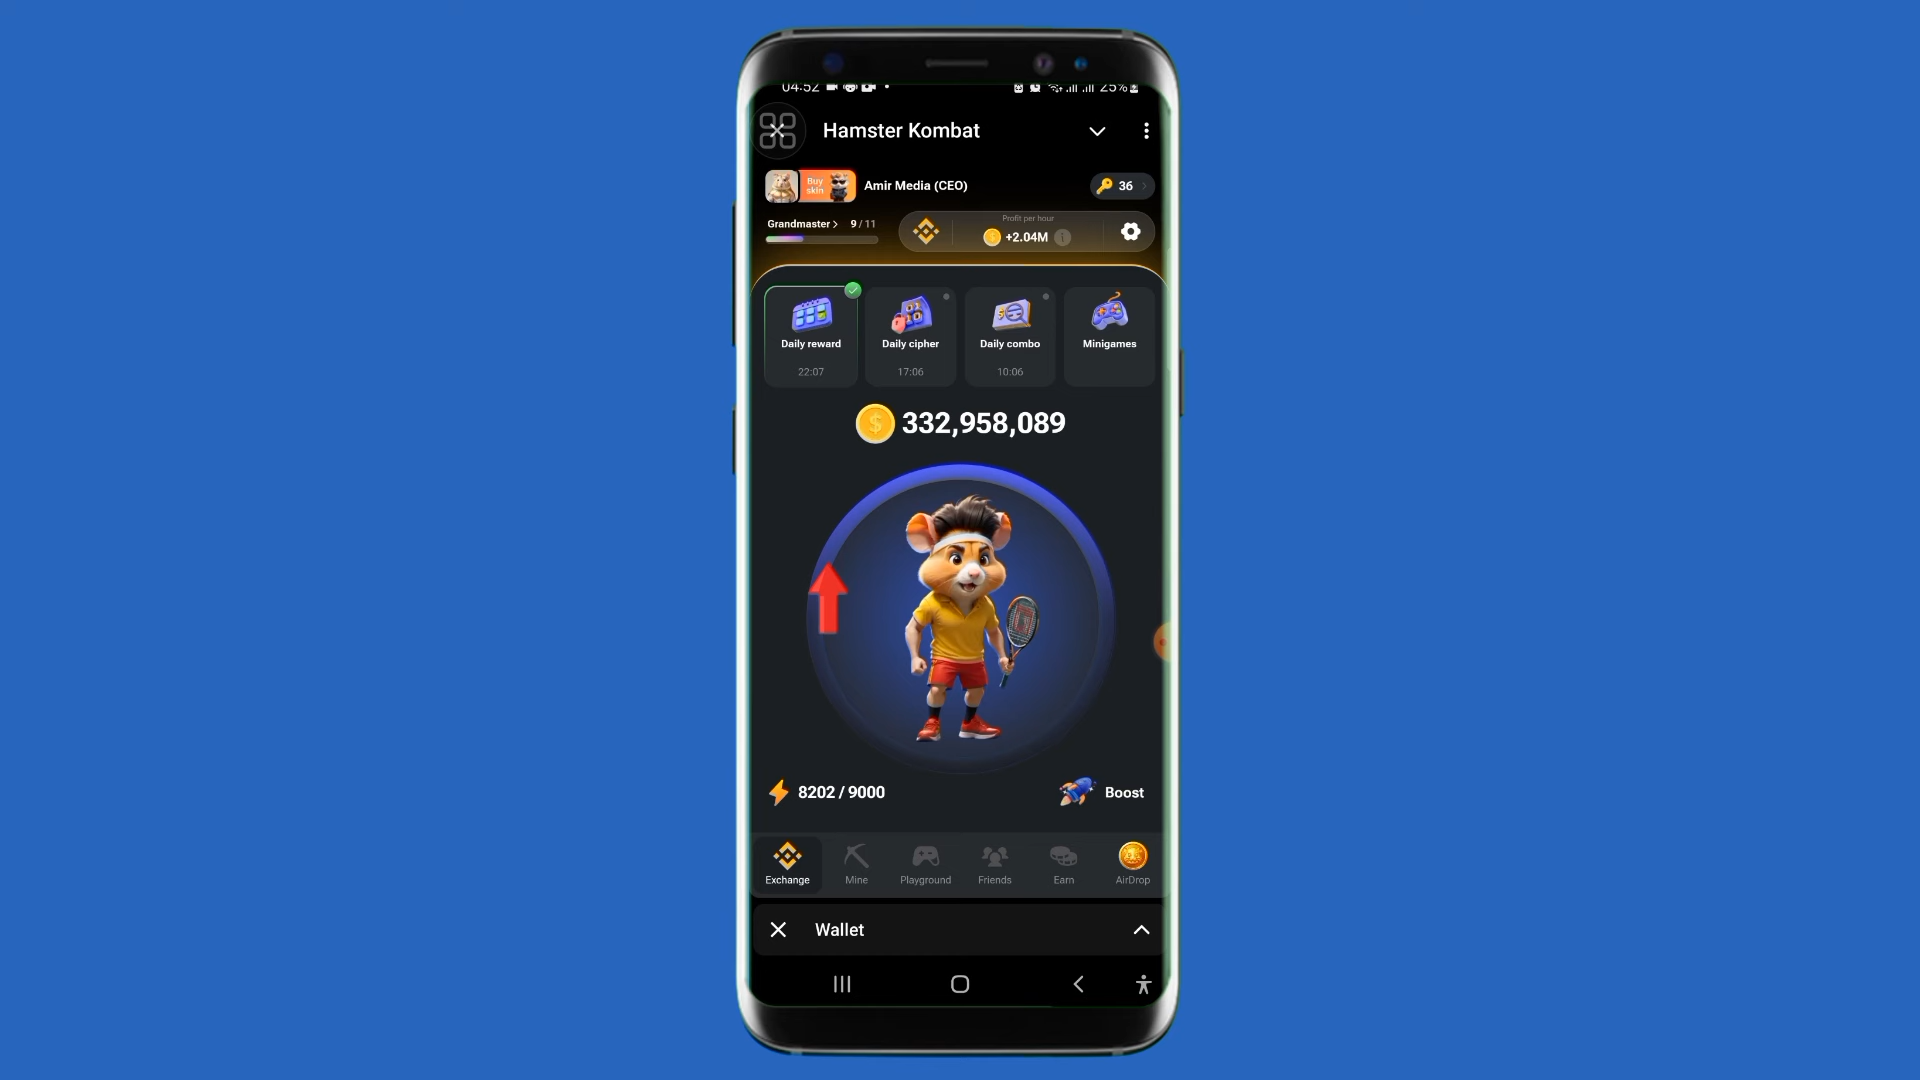 04:52 25%
Hamster Kombat
Buy
skin
Amir Media (CEO)
36
Grandmaster > 9 / 11
Profit per hour
+2.04M
Daily reward
22:07
Daily cipher
17:06
Daily combo
10:06
Minigames
332,958,089
8202 / 9000
Boost
Exchange
Mine
Playground
Friends
Earn
AirDrop
Wallet